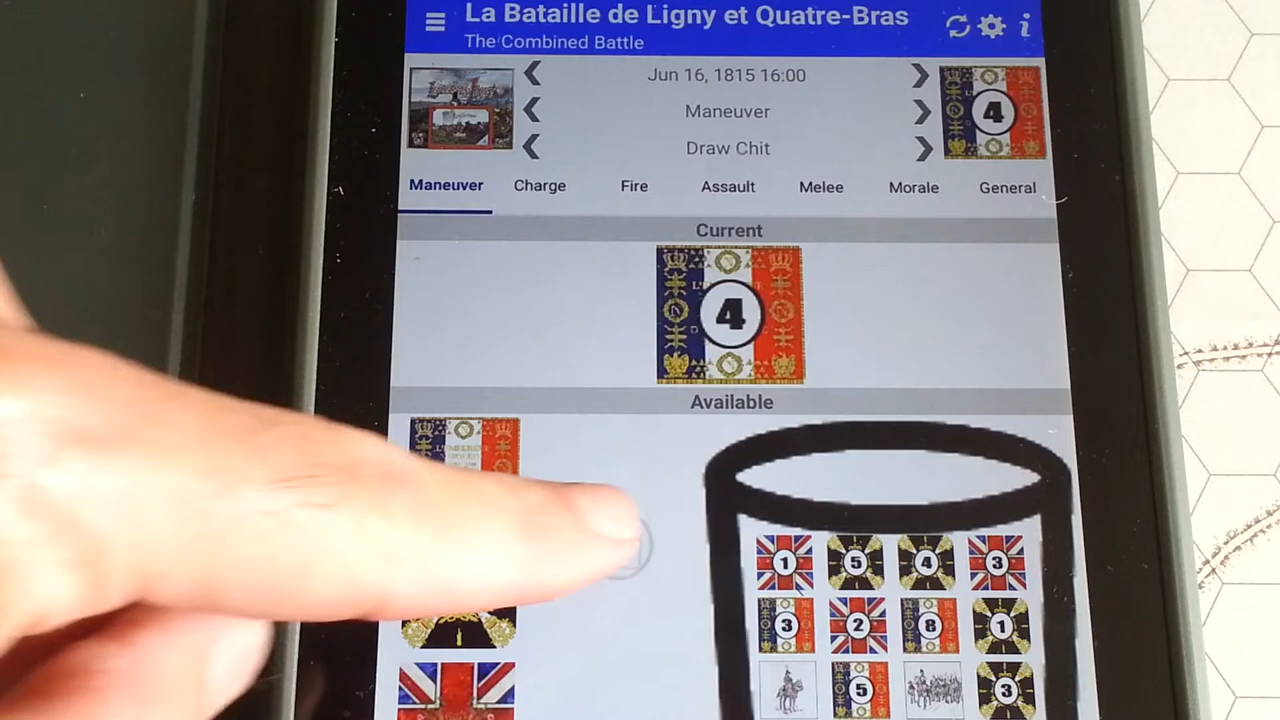 La Bataille de Ligny et Quatre-Bras
The Combined Battle
Jun 16, 1815 16:00
Maneuver
Draw Chit
4
Maneuver Charge Fire Assault Melee Morale General
Current
4
Available
1 5 4 3
3 2 8 1
5 3